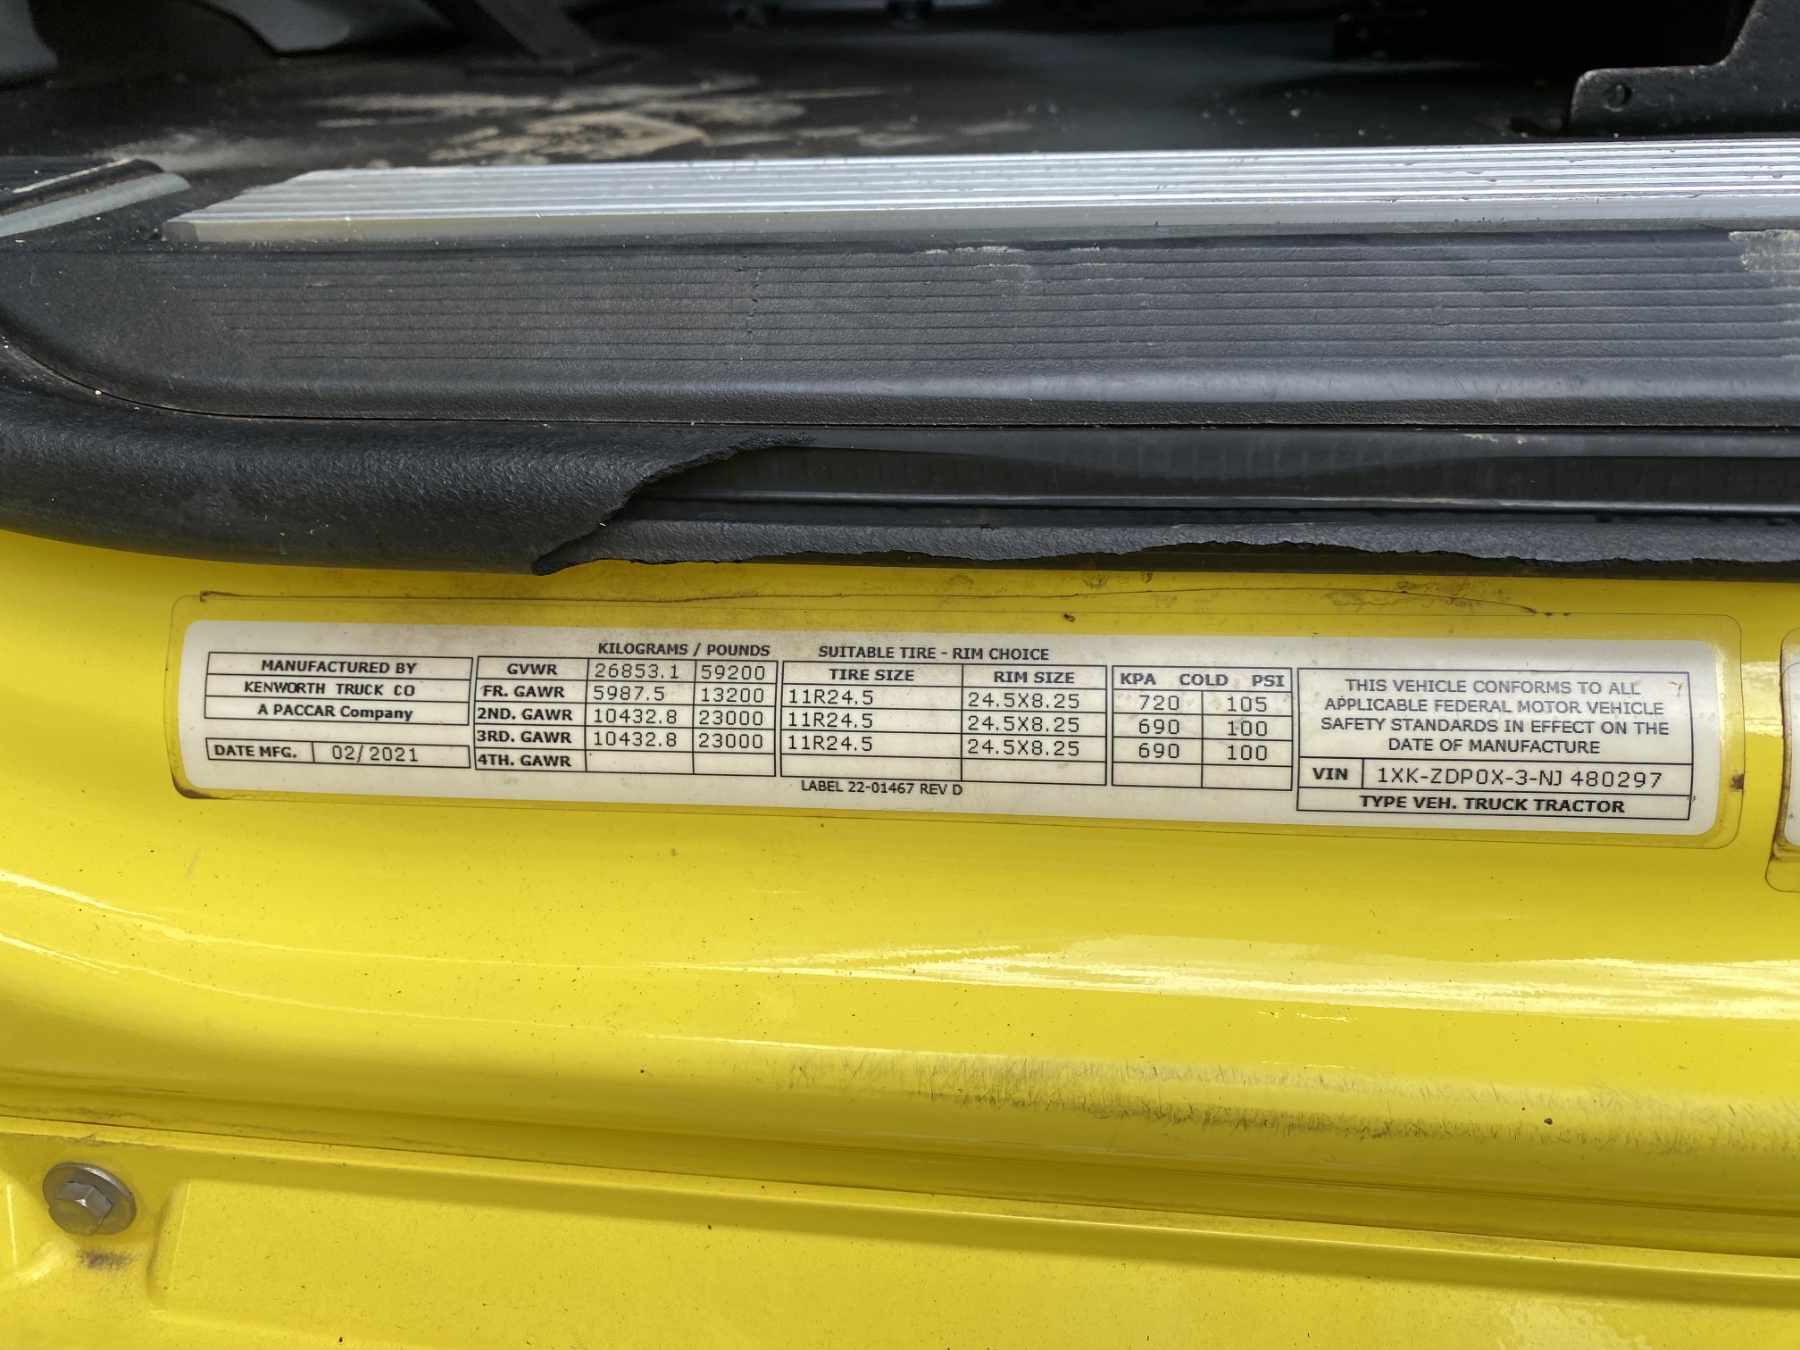 KILOGRAMS / POUNDS SUITABLE TIRE - RIM CHOICE
MANUFACTURED BY
KENWORTH TRUCK CO
A PACCAR Company
DATE MFG. 02/2021
GVWR 26853.1 59200
FR. GAWR 5987.5 13200
2ND. GAWR 10432.8 23000
3RD. GAWR 10432.8 23000
4TH. GAWR
TIRE SIZE RIM SIZE
11R24.5 24.5X8.25
11R24.5 24.5X8.25
11R24.5 24.5X8.25
LABEL 22-01467 REV D
KPA COLD PSI
720 105
690 100
690 100
THIS VEHICLE CONFORMS TO ALL
APPLICABLE FEDERAL MOTOR VEHICLE
SAFETY STANDARDS IN EFFECT ON THE
DATE OF MANUFACTURE
VIN 1XK-ZDP0X-3-NJ 480297
TYPE VEH. TRUCK TRACTOR